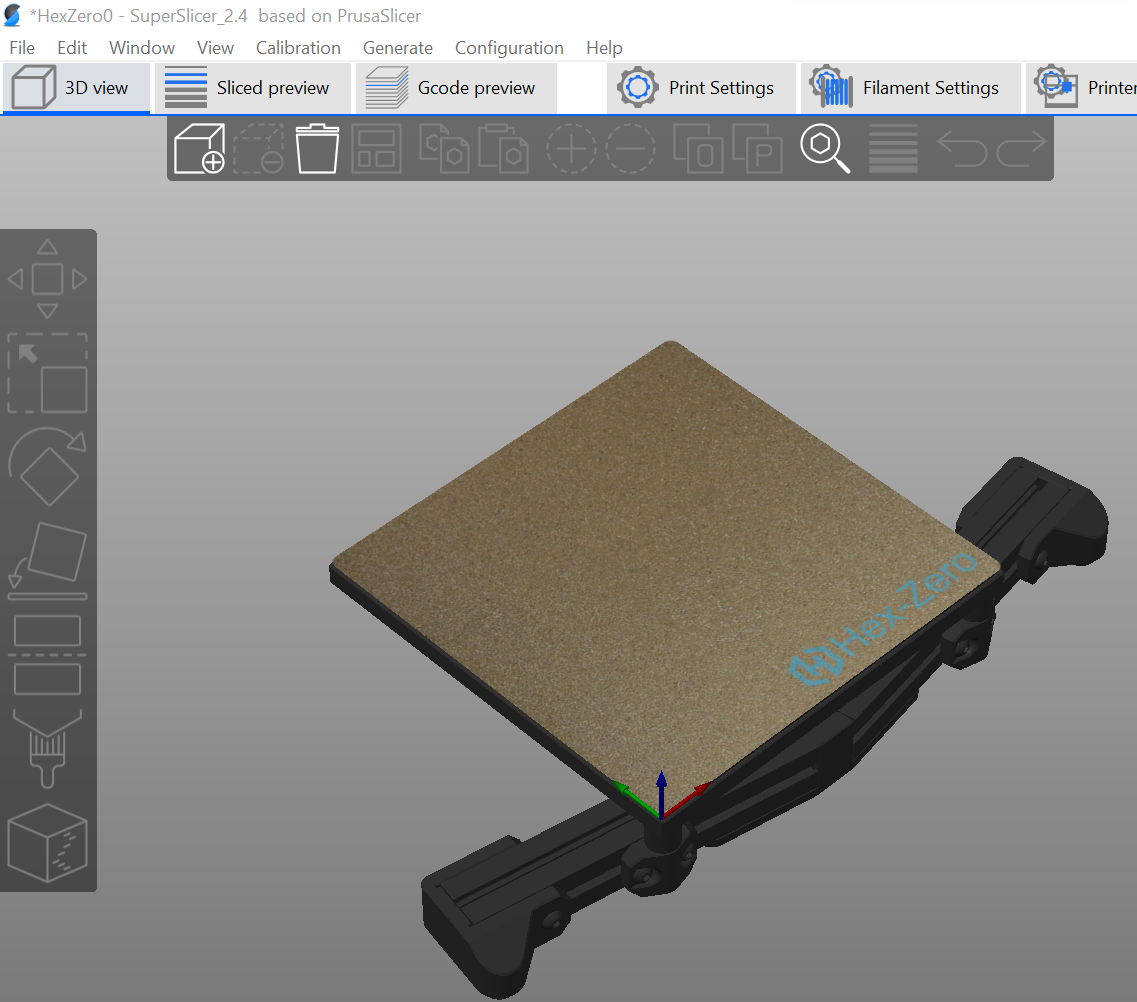 *HexZero0 - SuperSlicer_2.4 based on PrusaSlicer
File Edit Window View Calibration Generate Configuration Help
3D view Sliced preview Gcode preview Print Settings Filament Settings Printer
O P
Hex-Zero